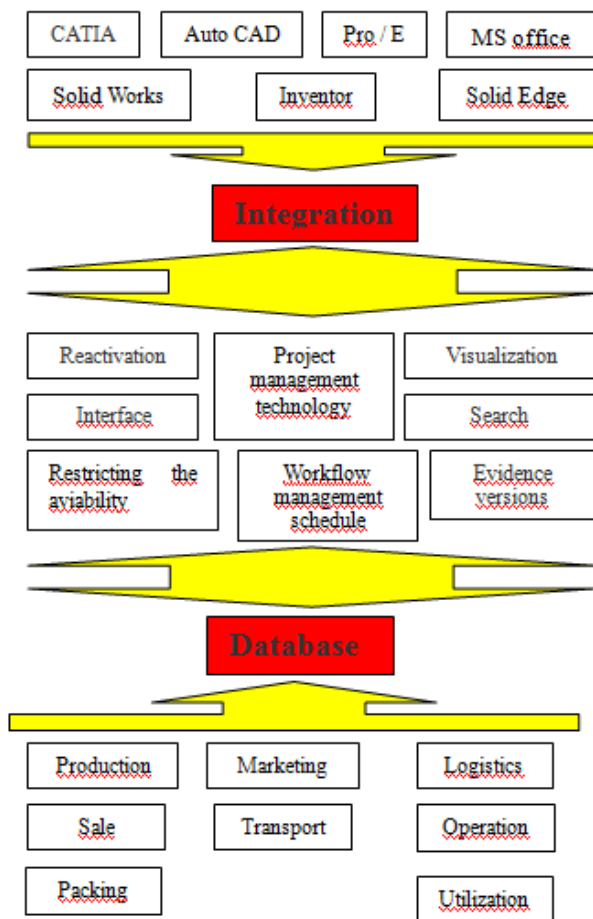 CATIA
Auto CAD
Pro / E
MS office
Solid Works
Inventor
Solid Edge
Integration
Reactivation
Project
management
technology
Visualization
Interface
Search
Restricting the
aviability
Workflow
management
schedule
Evidence
versions
Database
Production
Marketing
Logistics
Sale
Transport
Operation
Packing
Utilization